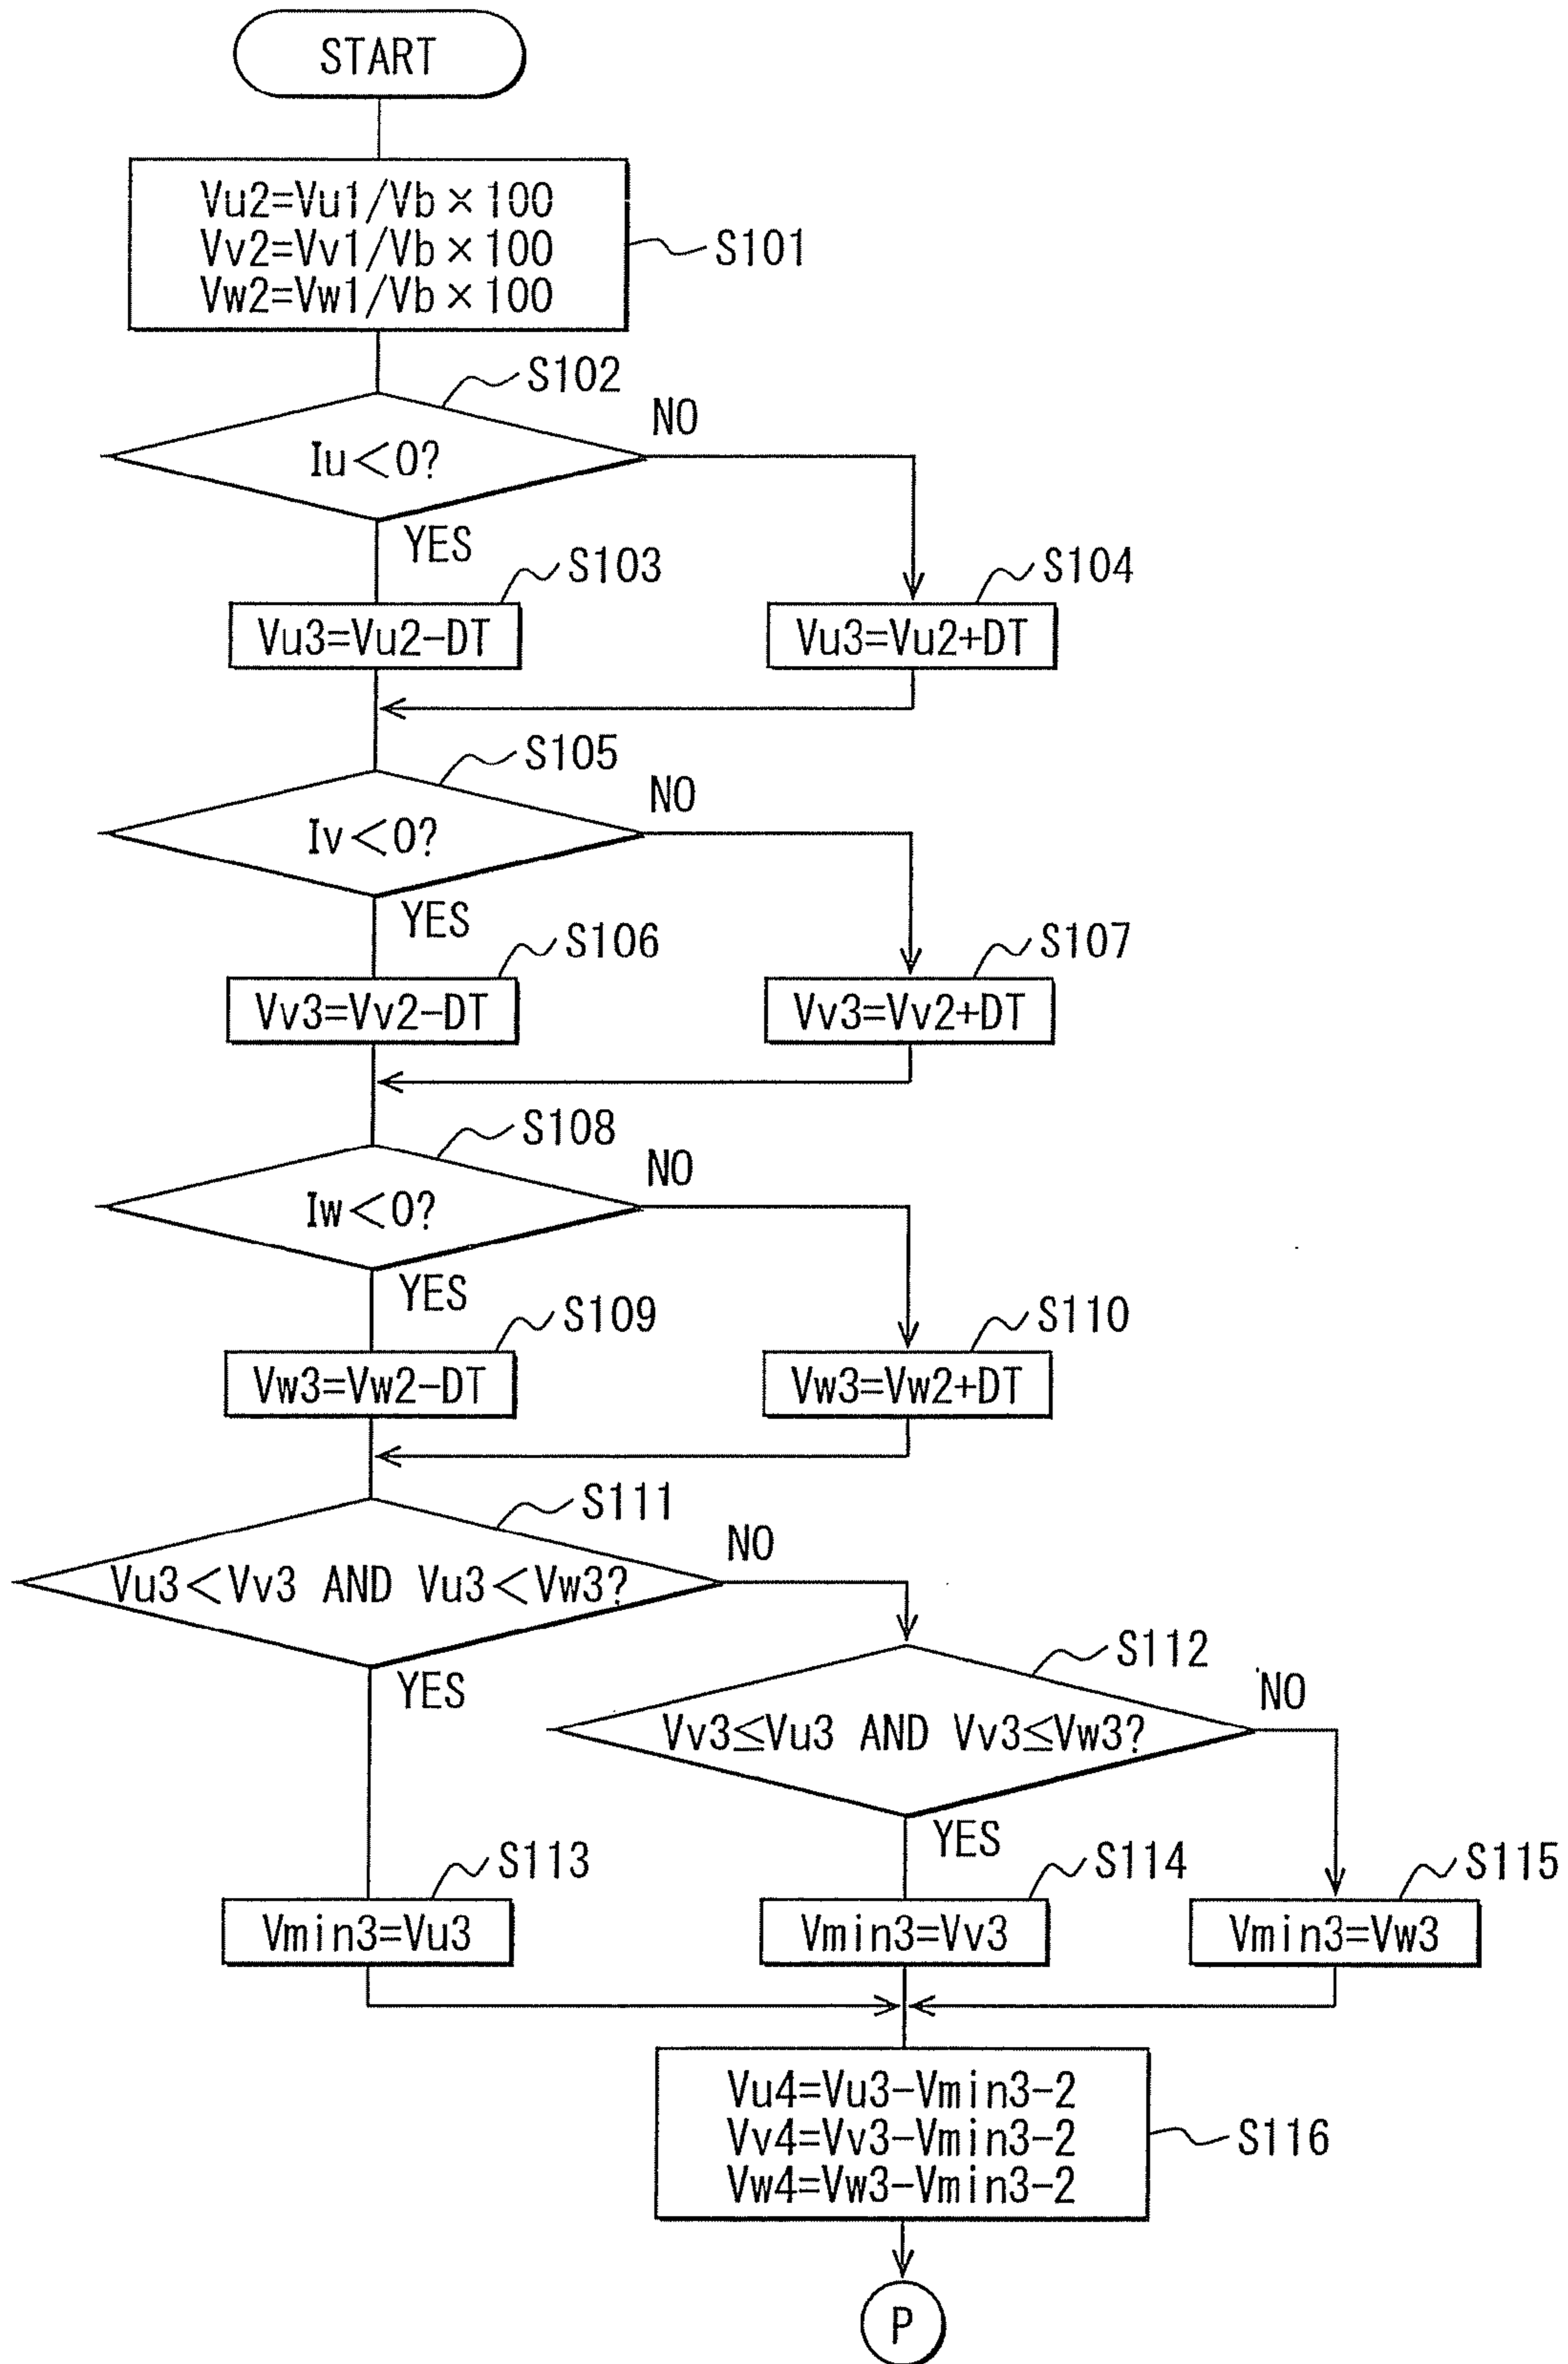 START
Vu2=Vu1/Vb×100
Vv2=Vv1/Vb×100
Vw2=Vw1/Vb×100
S101
S102
Iu<0?
NO
YES
S103
Vu3=Vu2-DT
S104
Vu3=Vu2+DT
S105
Iv<0?
NO
YES
S106
Vv3=Vv2-DT
S107
Vv3=Vv2+DT
S108
Iw<0?
NO
YES
S109
Vw3=Vw2-DT
S110
Vw3=Vw2+DT
S111
Vu3<Vv3 AND Vu3<Vw3?
NO
YES
S112
Vv3≤Vu3 AND Vv3≤Vw3?
NO
YES
S113
Vmin3=Vu3
S114
Vmin3=Vv3
S115
Vmin3=Vw3
Vu4=Vu3-Vmin3-2
Vv4=Vv3-Vmin3-2
Vw4=Vw3-Vmin3-2
S116
P